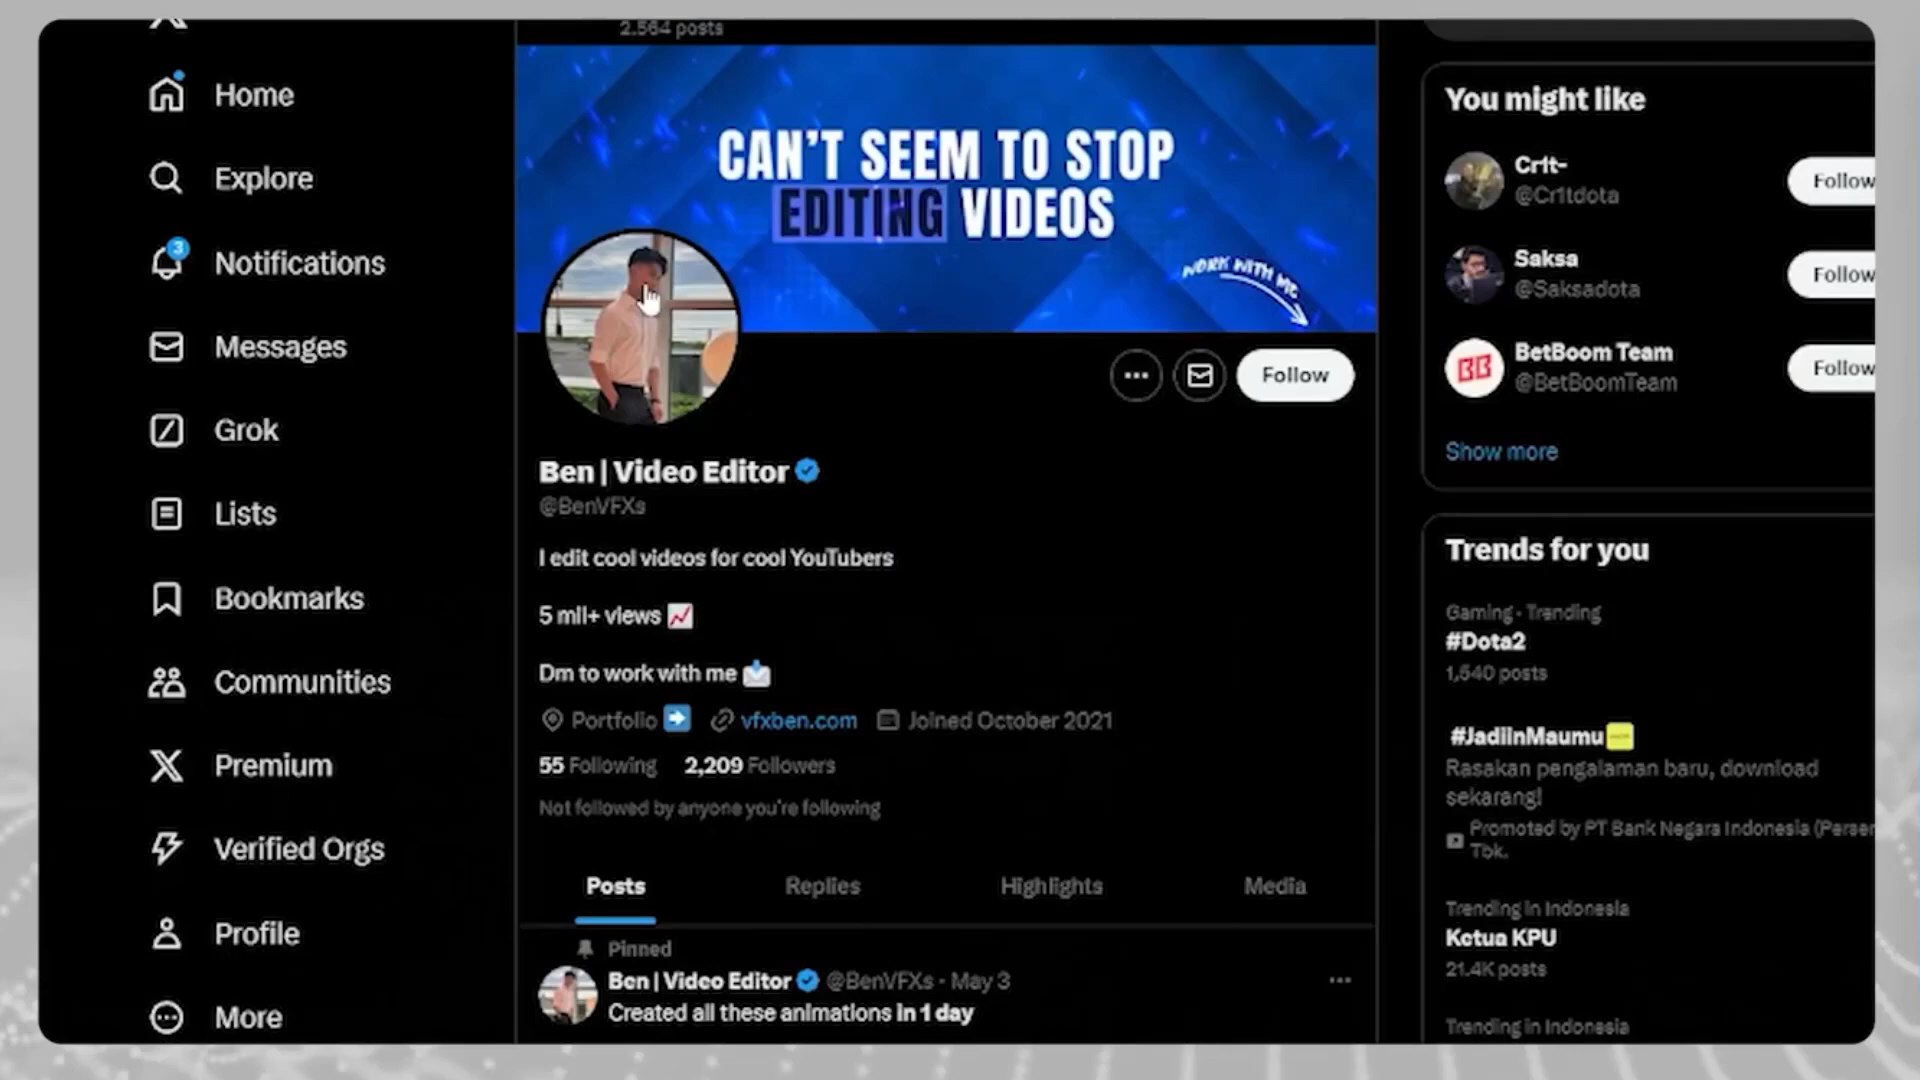 2.564 posts
Home
Explore
3
Notifications
Messages
Grok
Lists
Bookmarks
Communities
Premium
Verified Orgs
Profile
More
CAN'T SEEM TO STOP
EDITING VIDEOS
WORK WITH ME
Follow
Ben | Video Editor
@BenVFXs
I edit cool videos for cool YouTubers
5 mil+ views
Dm to work with me
Portfolio vfxben.com Joined October 2021
55 Following 2,209 Followers
Not followed by anyone you're following
Posts Replies Highlights Media
Pinned
Ben | Video Editor @BenVFXs · May 3
Created all these animations in 1 day
You might like
Cr1t-
@Cr1tdota
Follow
Saksa
@Saksadota
Follow
BB
BetBoom Team
@BetBoomTeam
Follow
Show more
Trends for you
Gaming · Trending
#Dota2
1,540 posts
#JadiinMaumu
Rasakan pengalaman baru, download
sekarang!
Promoted by PT Bank Negara Indonesia (Perser
Tbk.
Trending in Indonesia
Ketua KPU
21.4K posts
Trending in Indonesia